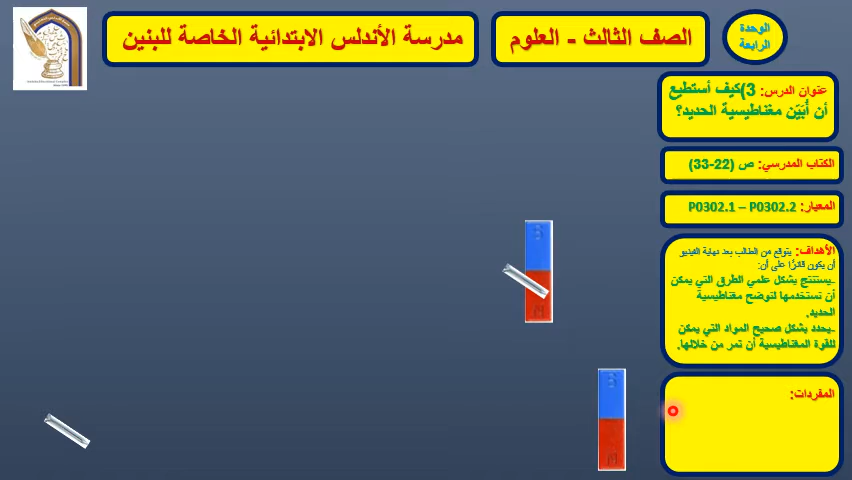 مدرسة الأندلس الابتدائية الخاصة للبنين
الصف الثالث - العلوم
الوحدة
الرابعة
عنوان الدرس: 3)كيف أستطيع
أن أُبَيّن مغناطيسية الحديد؟
الكتاب المدرسي: ص (22-33)
المعيار: P0302.1 – P0302.2
الأهداف: يتوقع من الطالب بعد نهاية الفيديو
أن يكون قادرًا على أن:
-يستنتج بشكل علمي الطرق التي يمكن
أن تستخدمها لتوضح مغناطيسية
الحديد.
-يحدد بشكل صحيح المواد التي يمكن
للقوة المغناطيسية أن تمر من خلالها.
المفردات: